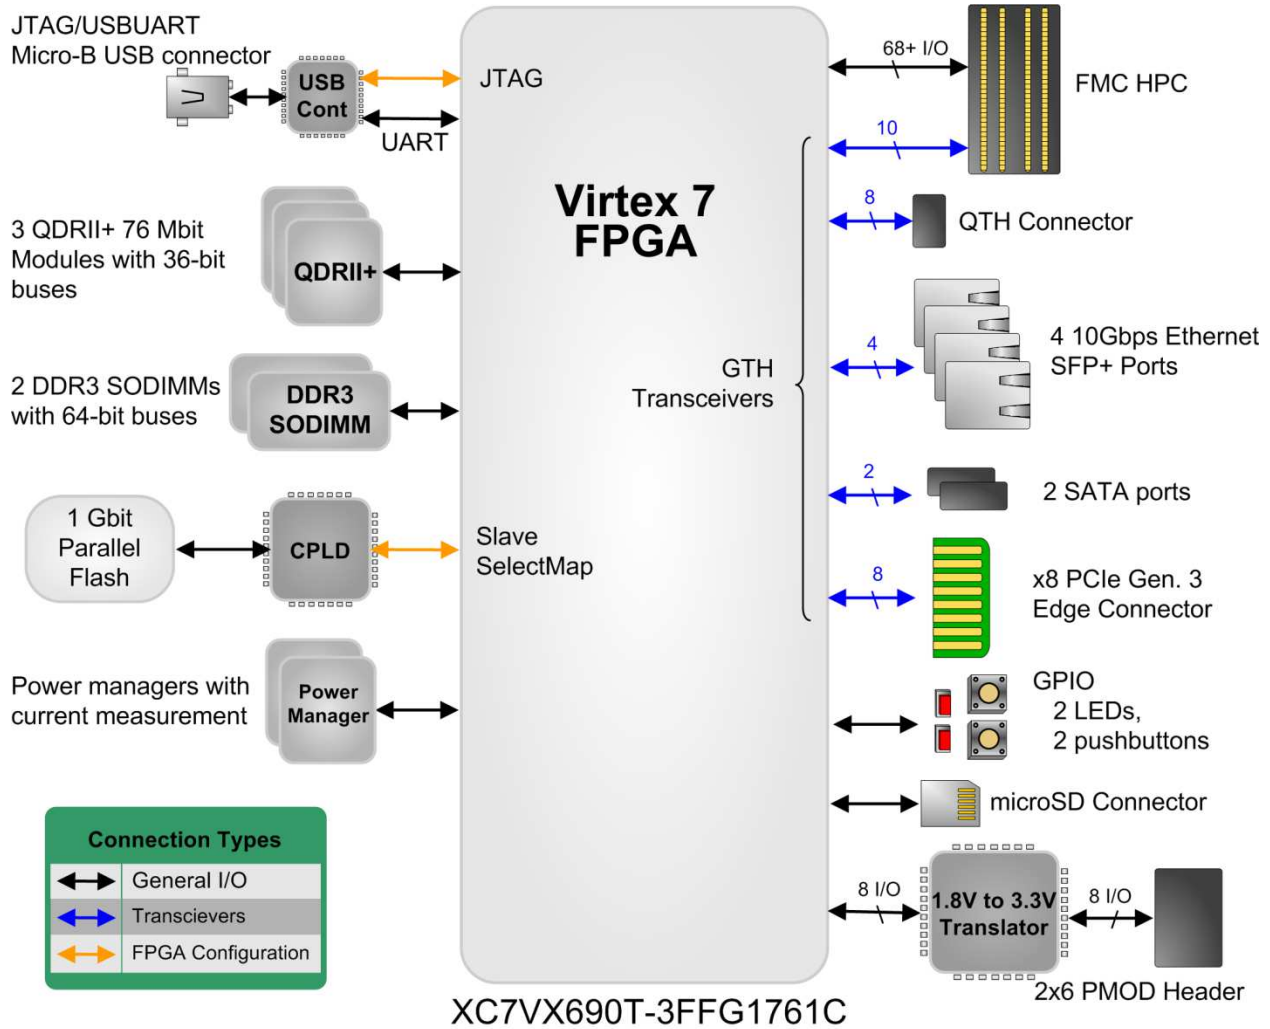 JTAG/USBUART
Micro-B USB connector
USB
Cont
JTAG
UART
3 QDRII+ 76 Mbit
Modules with 36-bit
buses
QDRII+
2 DDR3 SODIMMs
with 64-bit buses
DDR3
SODIMM
1 Gbit
Parallel
Flash
CPLD
Slave
SelectMap
Power managers with
current measurement
Power
Manager
Connection Types
General I/O
Transcievers
FPGA Configuration
Virtex 7
FPGA
GTH
Transceivers
XC7VX690T-3FFG1761C
68+ I/O
FMC HPC
10
8
QTH Connector
4
4 10Gbps Ethernet
SFP+ Ports
2
2 SATA ports
8
x8 PCIe Gen. 3
Edge Connector
GPIO
2 LEDs,
2 pushbuttons
microSD Connector
8 I/O
1.8V to 3.3V
Translator
8 I/O
2x6 PMOD Header